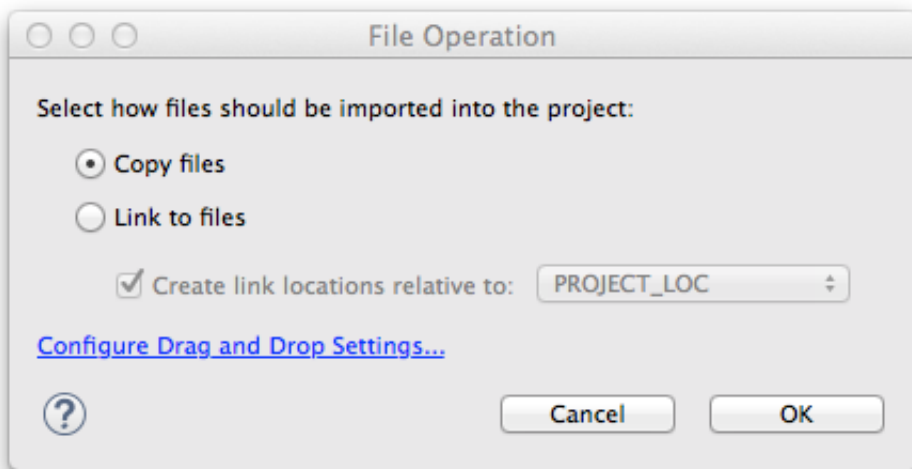 File Operation
Select how files should be imported into the project:
Copy files
Link to files
Create link locations relative to: PROJECT_LOC
Configure Drag and Drop Settings...
? Cancel OK